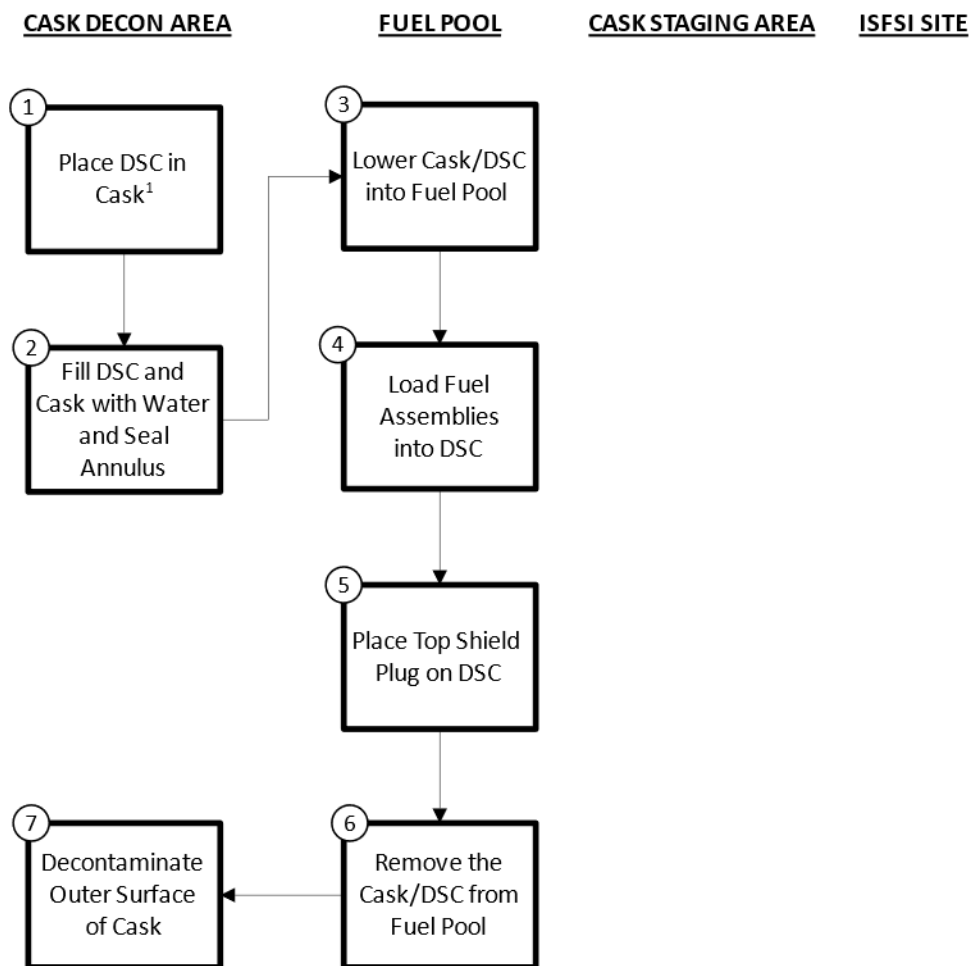 CASK DECON AREA
FUEL POOL
CASK STAGING AREA
ISFSI SITE
1
Place DSC in
Cask¹
2
Fill DSC and
Cask with Water
and Seal
Annulus
3
Lower Cask/DSC
into Fuel Pool
4
Load Fuel
Assemblies
into DSC
5
Place Top Shield
Plug on DSC
6
Remove the
Cask/DSC from
Fuel Pool
7
Decontaminate
Outer Surface
of Cask